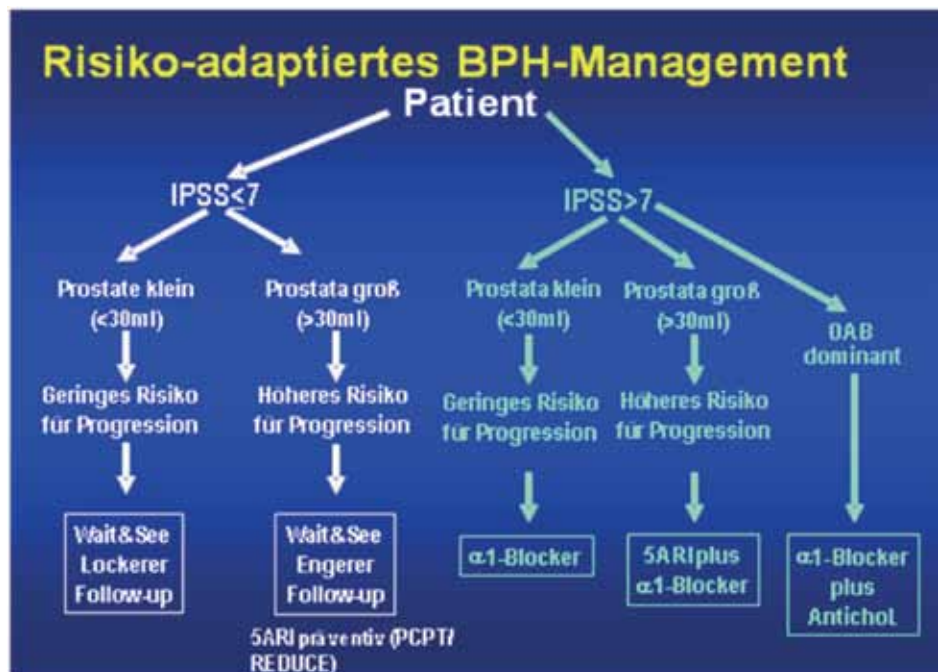 Risiko-adaptiertes BPH-Management
Patient
IPSS≤7
IPSS>7
Prostate klein
(<30ml)
Prostata groß
(>30ml)
Prostata klein
(<30ml)
Prostata groß
(>30ml)
OAB
dominant
Geringes Risiko
für Progression
Höheres Risiko
für Progression
Geringes Risiko
für Progression
Höheres Risiko
für Progression
Wait&See
Lockerer
Follow-up
Wait&See
Engerer
Follow-up
α1-Blocker
5ARI plus
α1-Blocker
α1-Blocker
plus
Antichol.
5ARI präventiv (PCPT/
REDUCE)